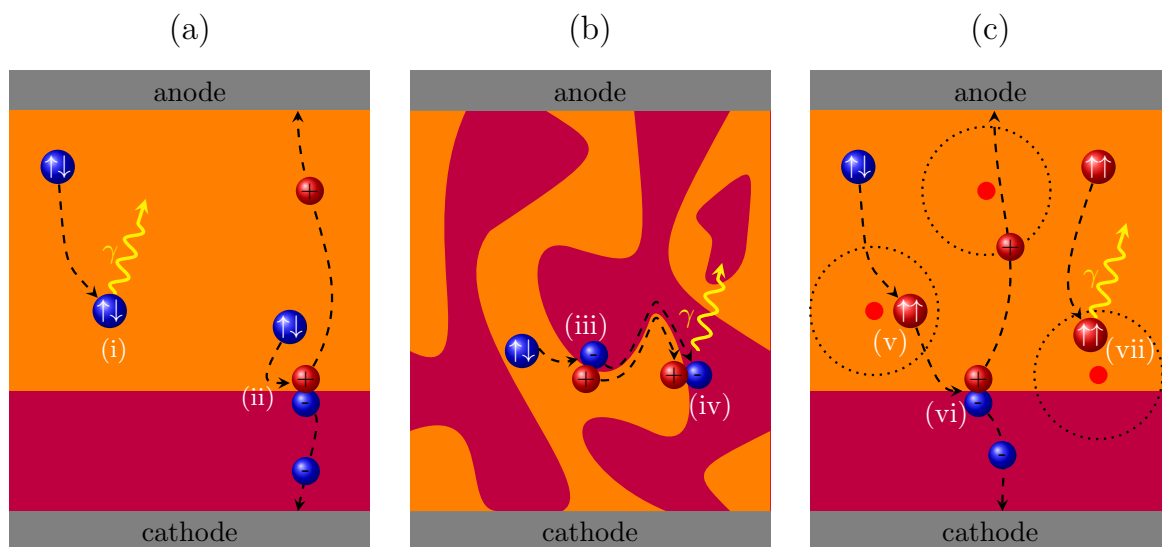 (a)
(b)
(c)
anode
anode
anode
↑↓
γ
↑↓
(i)
↑↓
+
+
(ii)
-
-
cathode
↑↓
(iii)
-
+
γ
+
-
(iv)
cathode
↑↓
↑↑
+
γ
↑↑
(v)
↑↑
(vii)
+
(vi)
-
-
cathode